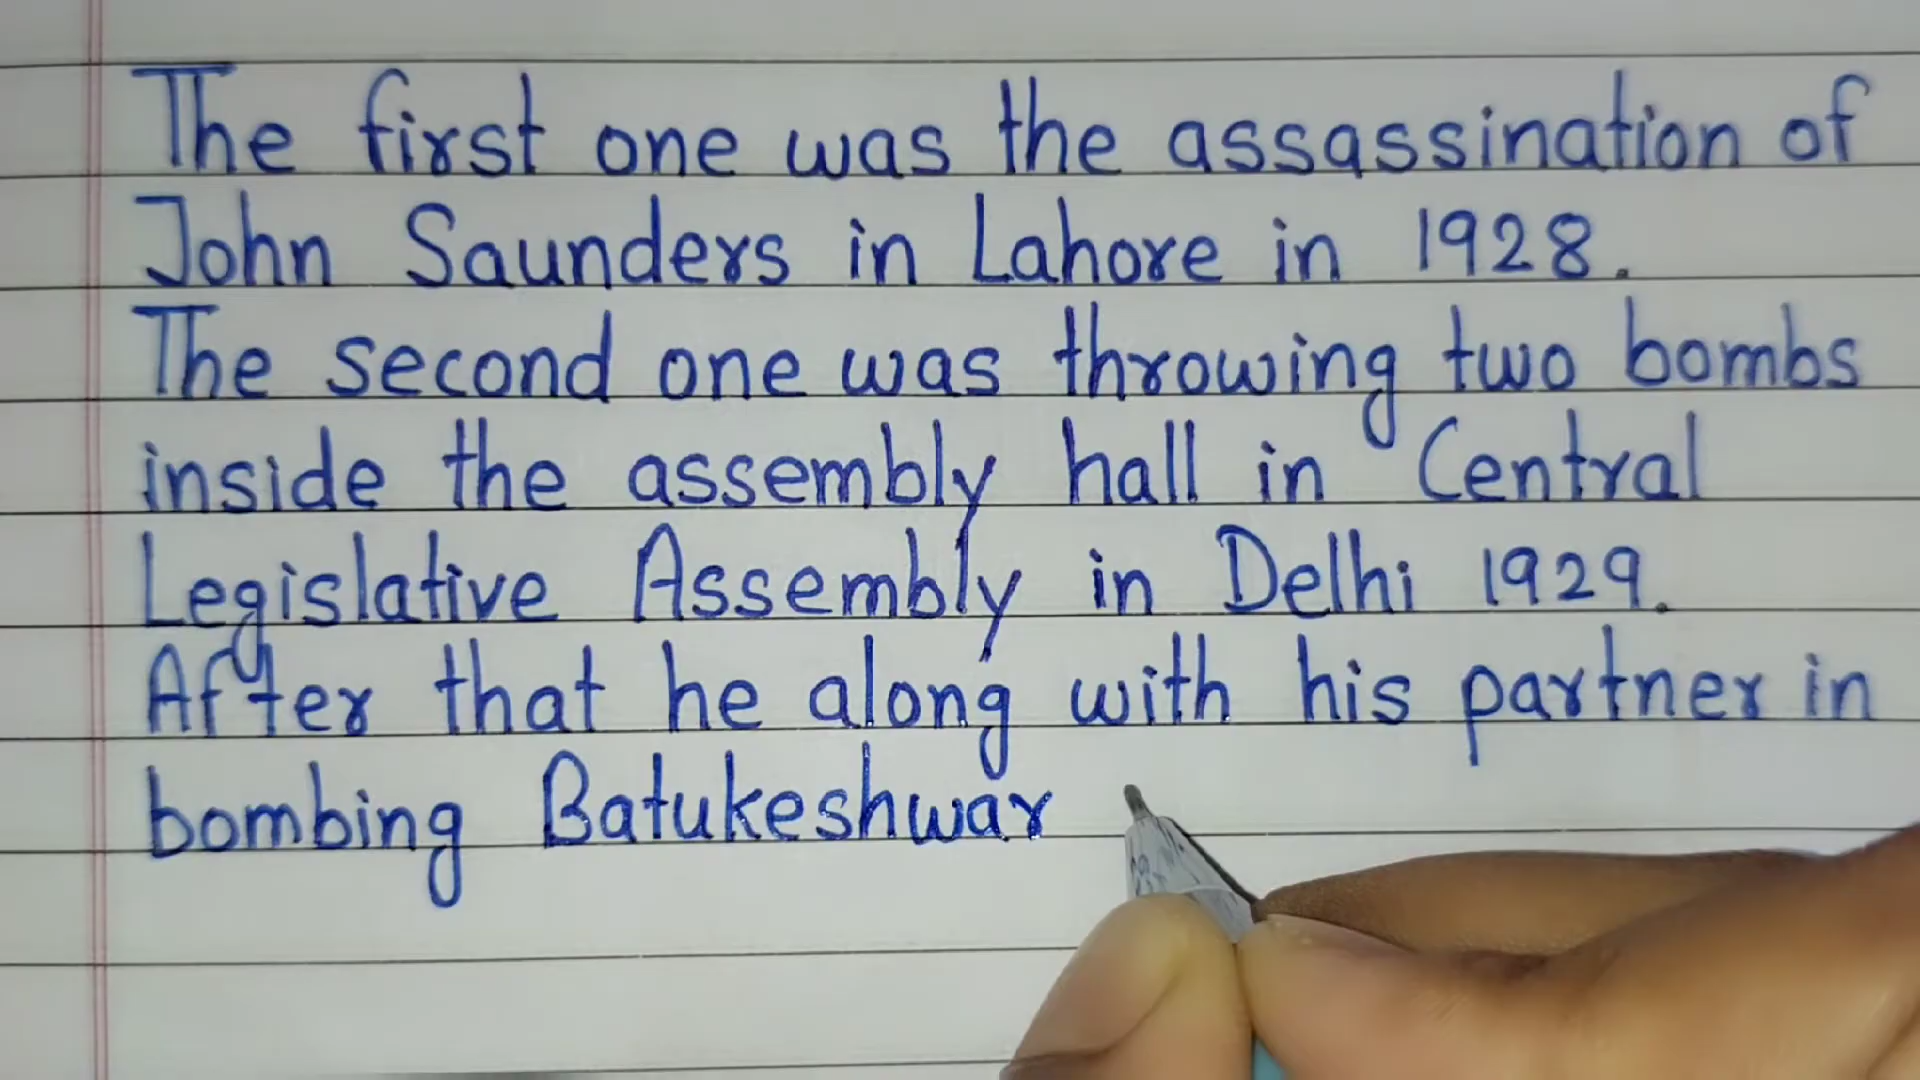 The first one was the assassination of
John Saunders in Lahore in 1928.
The second one was throwing two bombs
inside the assembly hall in Central
Legislative Assembly in Delhi 1929.
After that he along with his partner in
bombing Batukeshwar